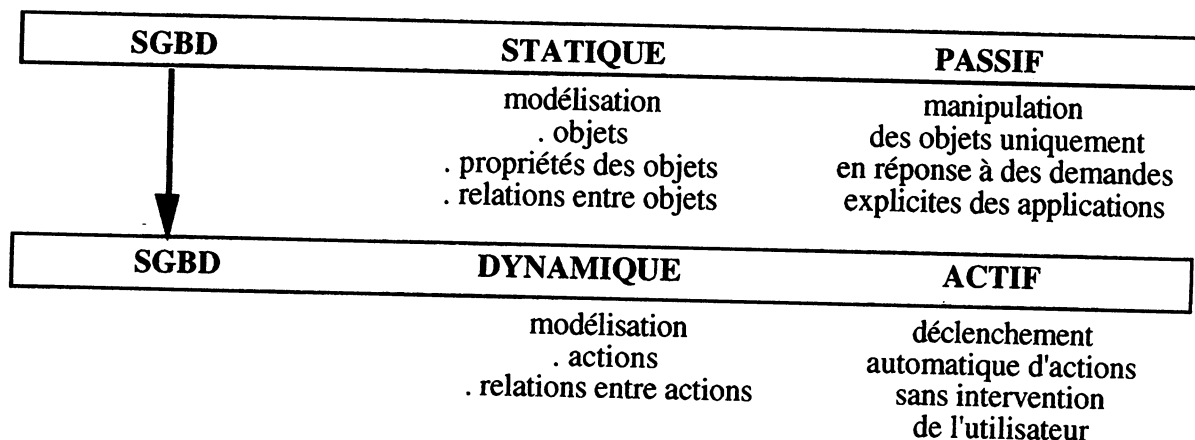 SGBD STATIQUE PASSIF
modélisation
. objets
. propriétés des objets
. relations entre objets
manipulation
des objets uniquement
en réponse à des demandes
explicites des applications
SGBD DYNAMIQUE ACTIF
modélisation
. actions
. relations entre actions
déclenchement
automatique d'actions
sans intervention
de l'utilisateur